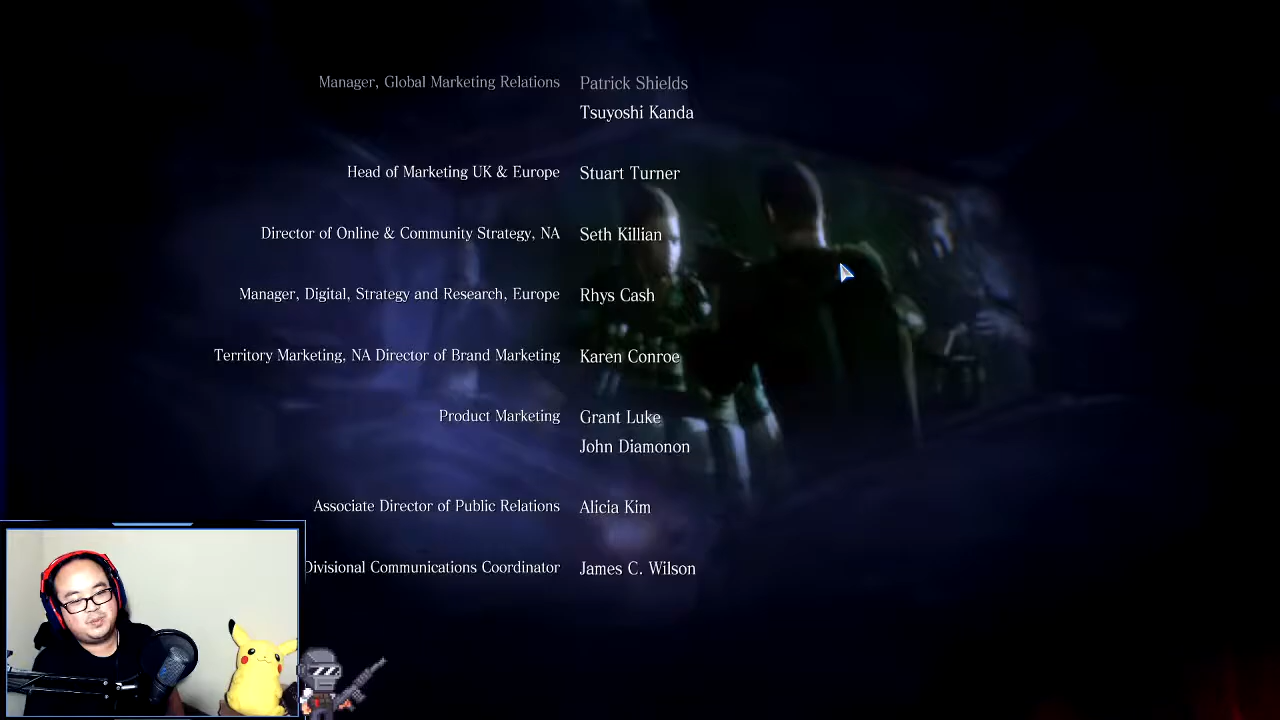 Manager, Global Marketing Relations Patrick Shields
Tsuyoshi Kanda
Head of Marketing UK & Europe Stuart Turner
Director of Online & Community Strategy, NA Seth Killian
Manager, Digital, Strategy and Research, Europe Rhys Cash
Territory Marketing, NA Director of Brand Marketing Karen Conroe
Product Marketing Grant Luke
John Diamonon
Associate Director of Public Relations Alicia Kim
Divisional Communications Coordinator James C. Wilson